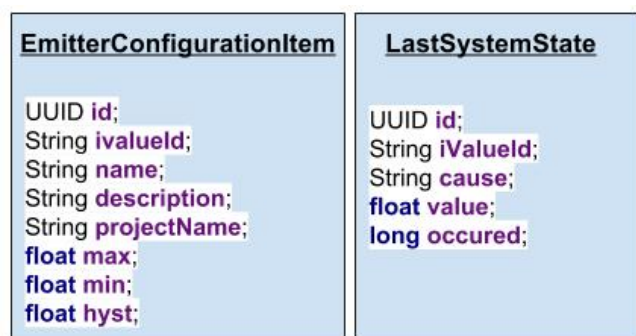 EmitterConfigurationItem
UUID id;
String ivalueId;
String name;
String description;
String projectName;
float max;
float min;
float hyst;
LastSystemState
UUID id;
String iValueId;
String cause;
float value;
long occured;